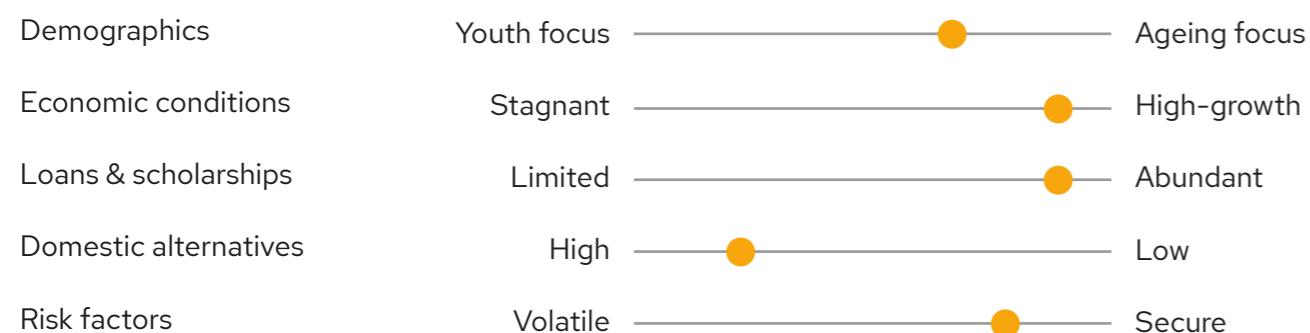 Demographics Youth focus Ageing focus
Economic conditions Stagnant High-growth
Loans & scholarships Limited Abundant
Domestic alternatives High Low
Risk factors Volatile Secure